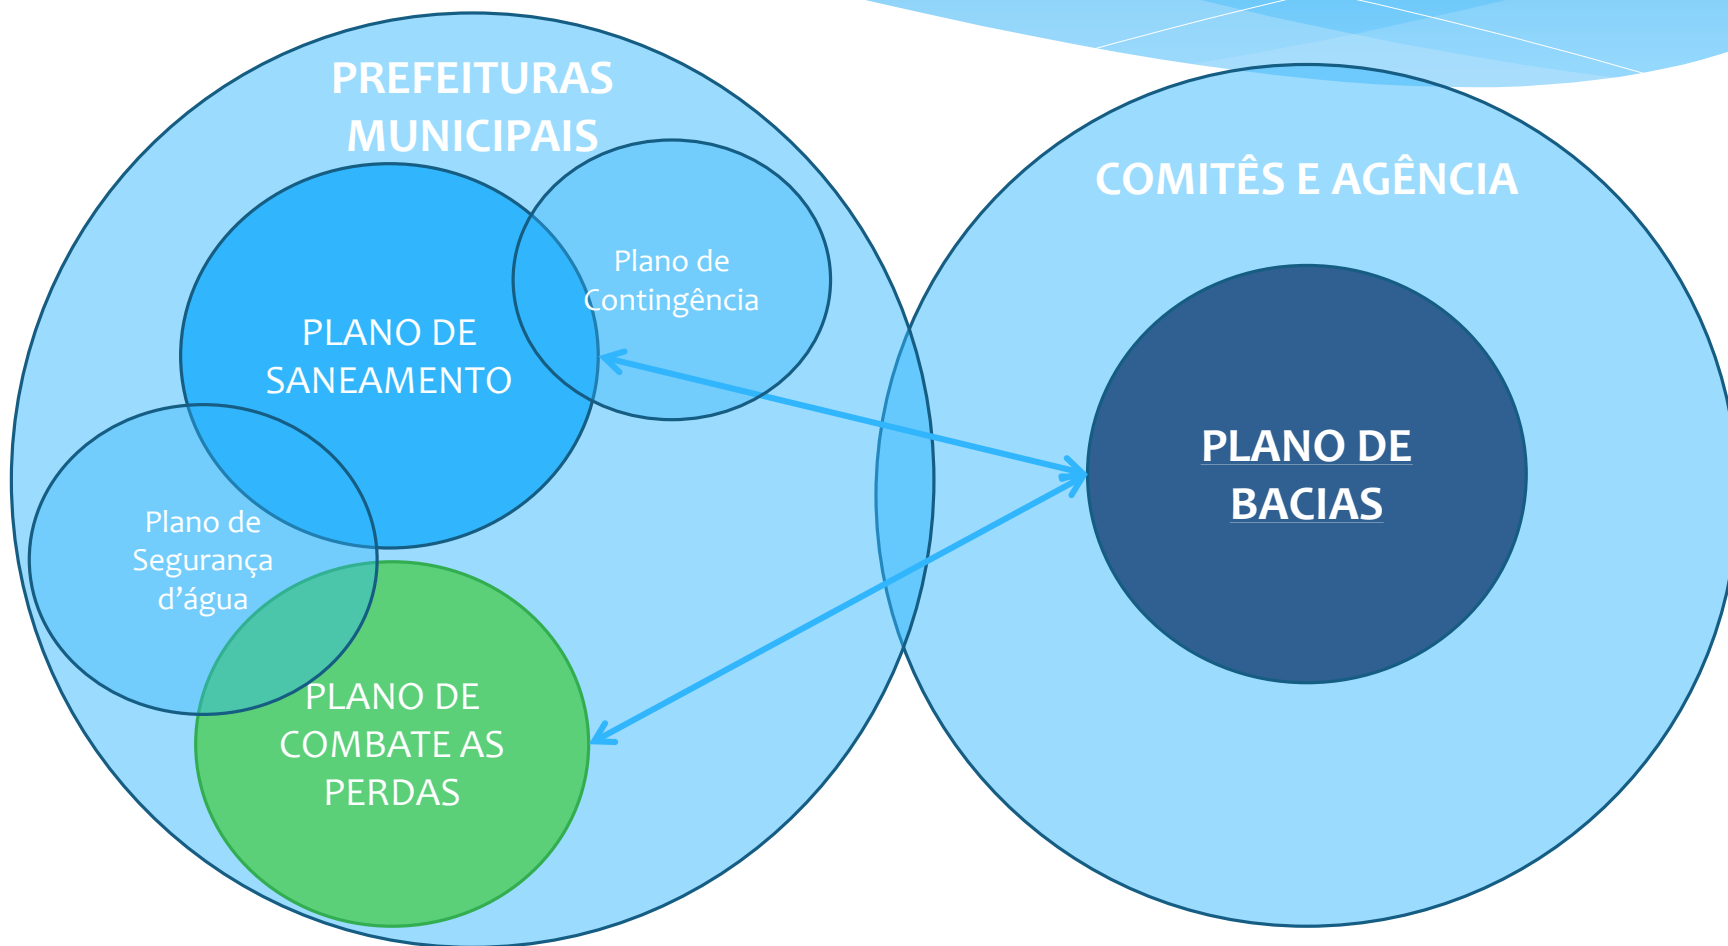 PREFEITURAS
MUNICIPAIS
Plano de
Contingência
PLANO DE
SANEAMENTO
Plano de
Segurança
d’água
PLANO DE
COMBATE AS
PERDAS
COMITÊS E AGÊNCIA
PLANO DE
BACIAS